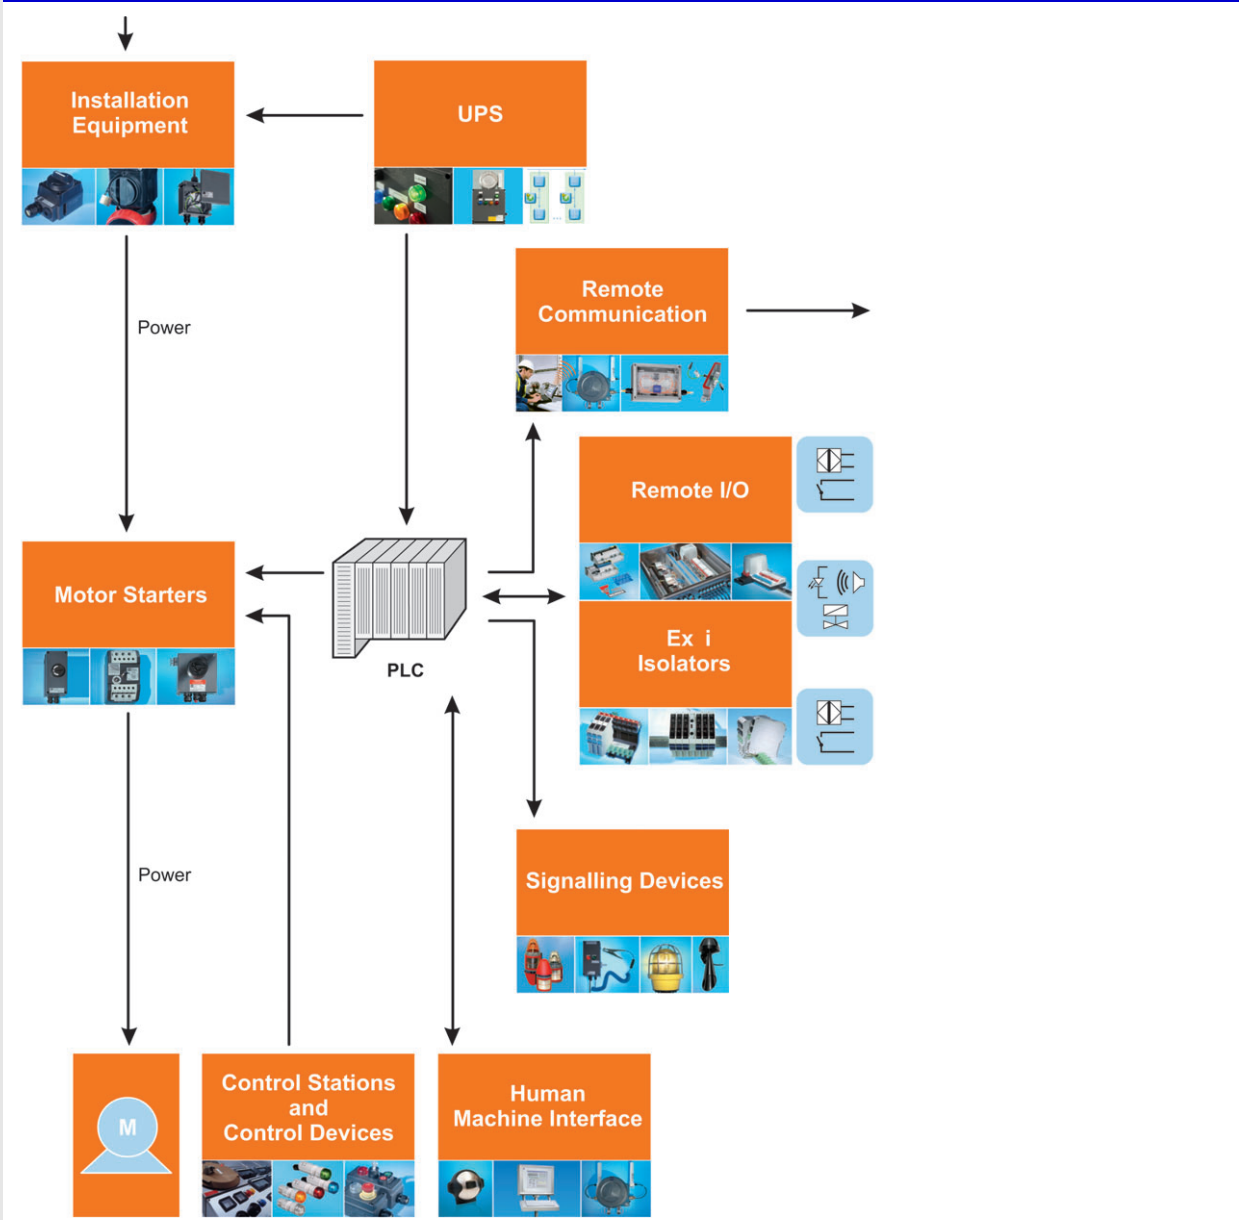 Installation
Equipment
UPS
Remote
Communication
Power
Remote I/O
Motor Starters
Ex i
Isolators
PLC
Power
Signalling Devices
M
Control Stations
and
Control Devices
Human
Machine Interface